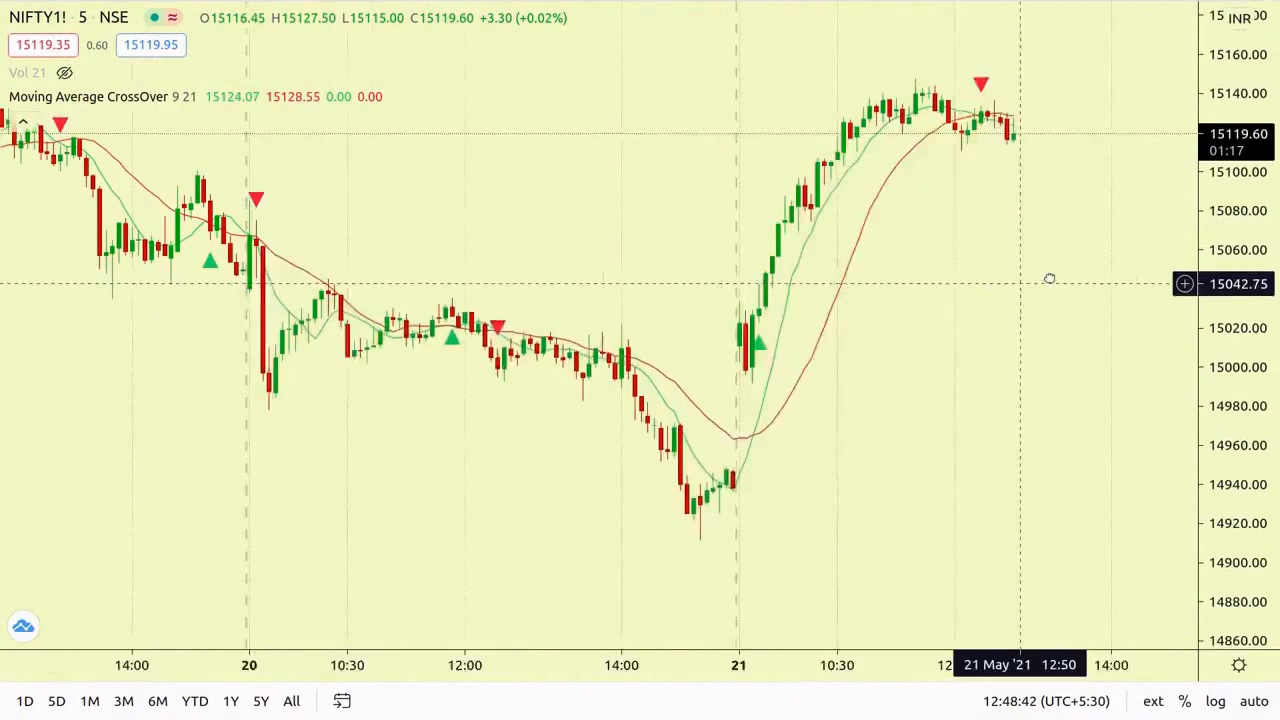 NIFTY1! · 5 · NSE O15116.45 H15127.50 L15115.00 C15119.60 +3.30 (+0.02%)
15119.35 0.60 15119.95
Vol 21
Moving Average CrossOver 9 21 15124.07 15128.55 0.00 0.00
INR
15160.00
15140.00
15119.60
01:17
15100.00
15080.00
15060.00
15042.75
15020.00
15000.00
14980.00
14960.00
14940.00
14920.00
14900.00
14880.00
14860.00
14:00 20 10:30 12:00 14:00 21 10:30 21 May '21 12:50 14:00
1D 5D 1M 3M 6M YTD 1Y 5Y All 12:48:42 (UTC+5:30) ext % log auto